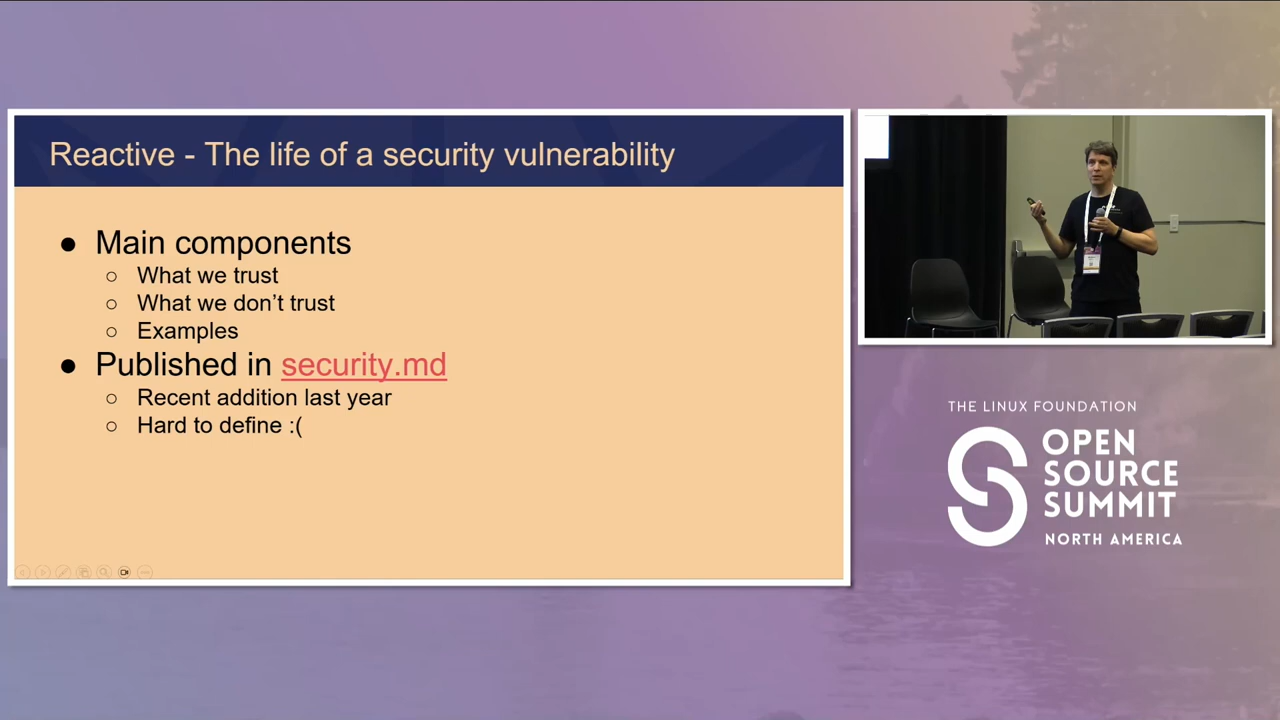 Reactive - The life of a security vulnerability
● Main components
○ What we trust
○ What we don’t trust
○ Examples
● Published in security.md
○ Recent addition last year
○ Hard to define :(
THE LINUX FOUNDATION
OPEN
SOURCE
SUMMIT
NORTH AMERICA